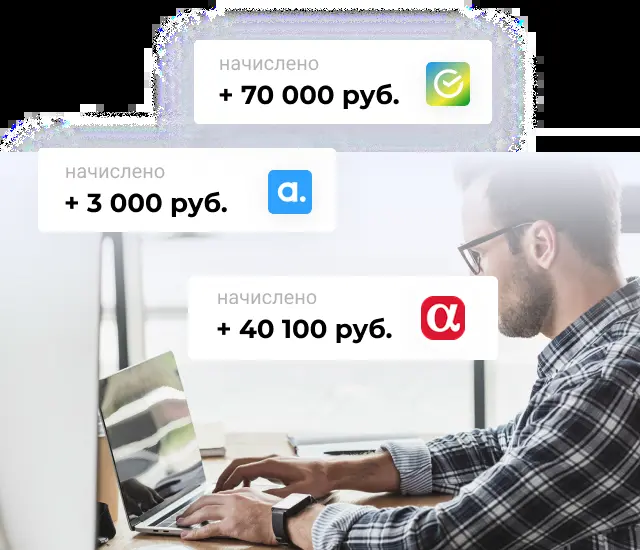 начислено
+ 70 000 руб.
начислено
+ 3 000 руб.
a.
начислено
+ 40 100 руб.
α